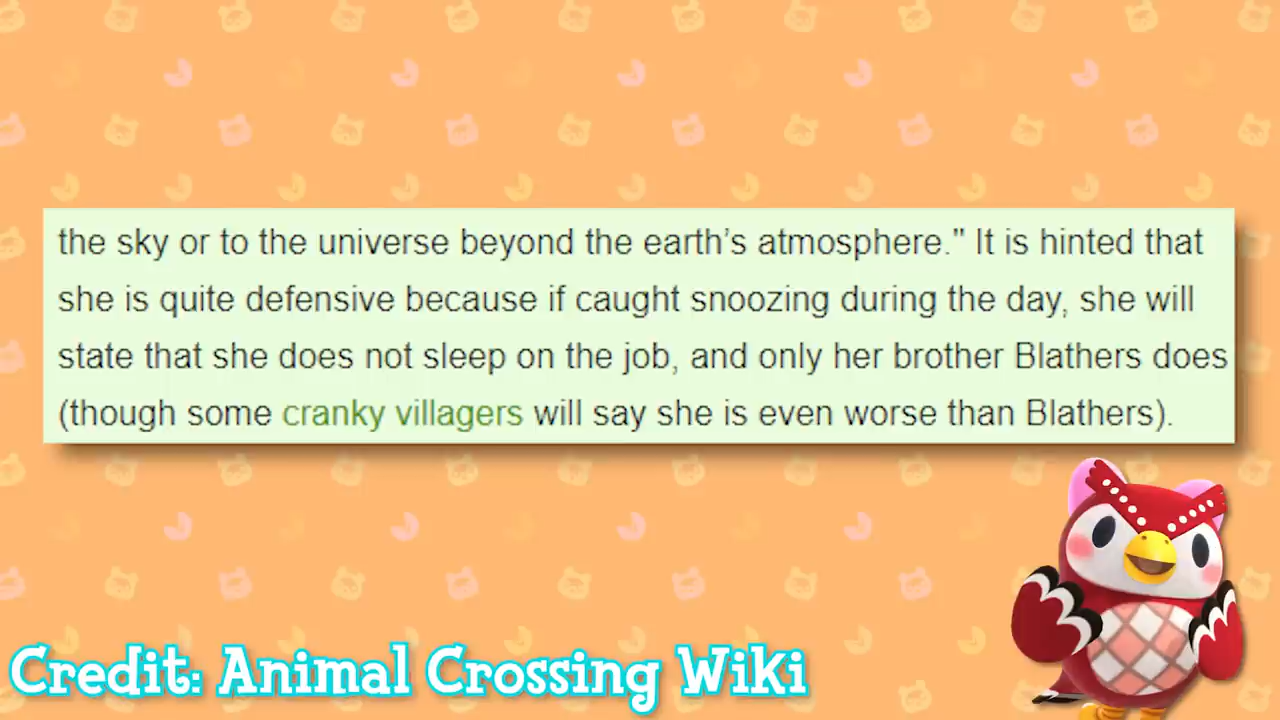 the sky or to the universe beyond the earth’s atmosphere." It is hinted that
she is quite defensive because if caught snoozing during the day, she will
state that she does not sleep on the job, and only her brother Blathers does
(though some cranky villagers will say she is even worse than Blathers).
Credit: Animal Crossing Wiki